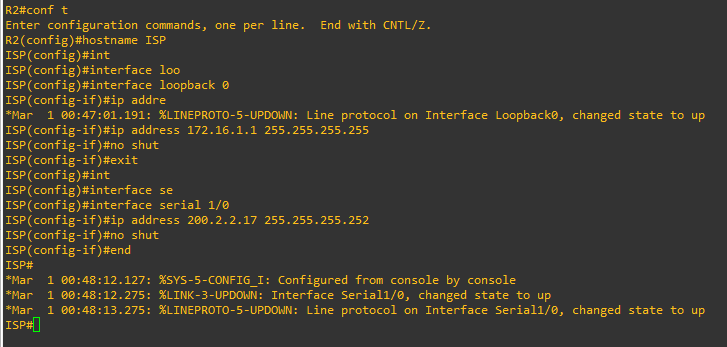 R2#conf t
Enter configuration commands, one per line.  End with CNTL/Z.
R2(config)#hostname ISP
ISP(config)#int
ISP(config)#interface loo
ISP(config)#interface loopback 0
ISP(config-if)#ip addre
*Mar  1 00:47:01.191: %LINEPROTO-5-UPDOWN: Line protocol on Interface Loopback0, changed state to up
ISP(config-if)#ip address 172.16.1.1 255.255.255.255
ISP(config-if)#no shut
ISP(config-if)#exit
ISP(config)#int
ISP(config)#interface se
ISP(config)#interface serial 1/0
ISP(config-if)#ip address 200.2.2.17 255.255.255.252
ISP(config-if)#no shut
ISP(config-if)#end
ISP#
*Mar  1 00:48:12.127: %SYS-5-CONFIG_I: Configured from console by console
*Mar  1 00:48:12.275: %LINK-3-UPDOWN: Interface Serial1/0, changed state to up
*Mar  1 00:48:13.275: %LINEPROTO-5-UPDOWN: Line protocol on Interface Serial1/0, changed state to up
ISP#